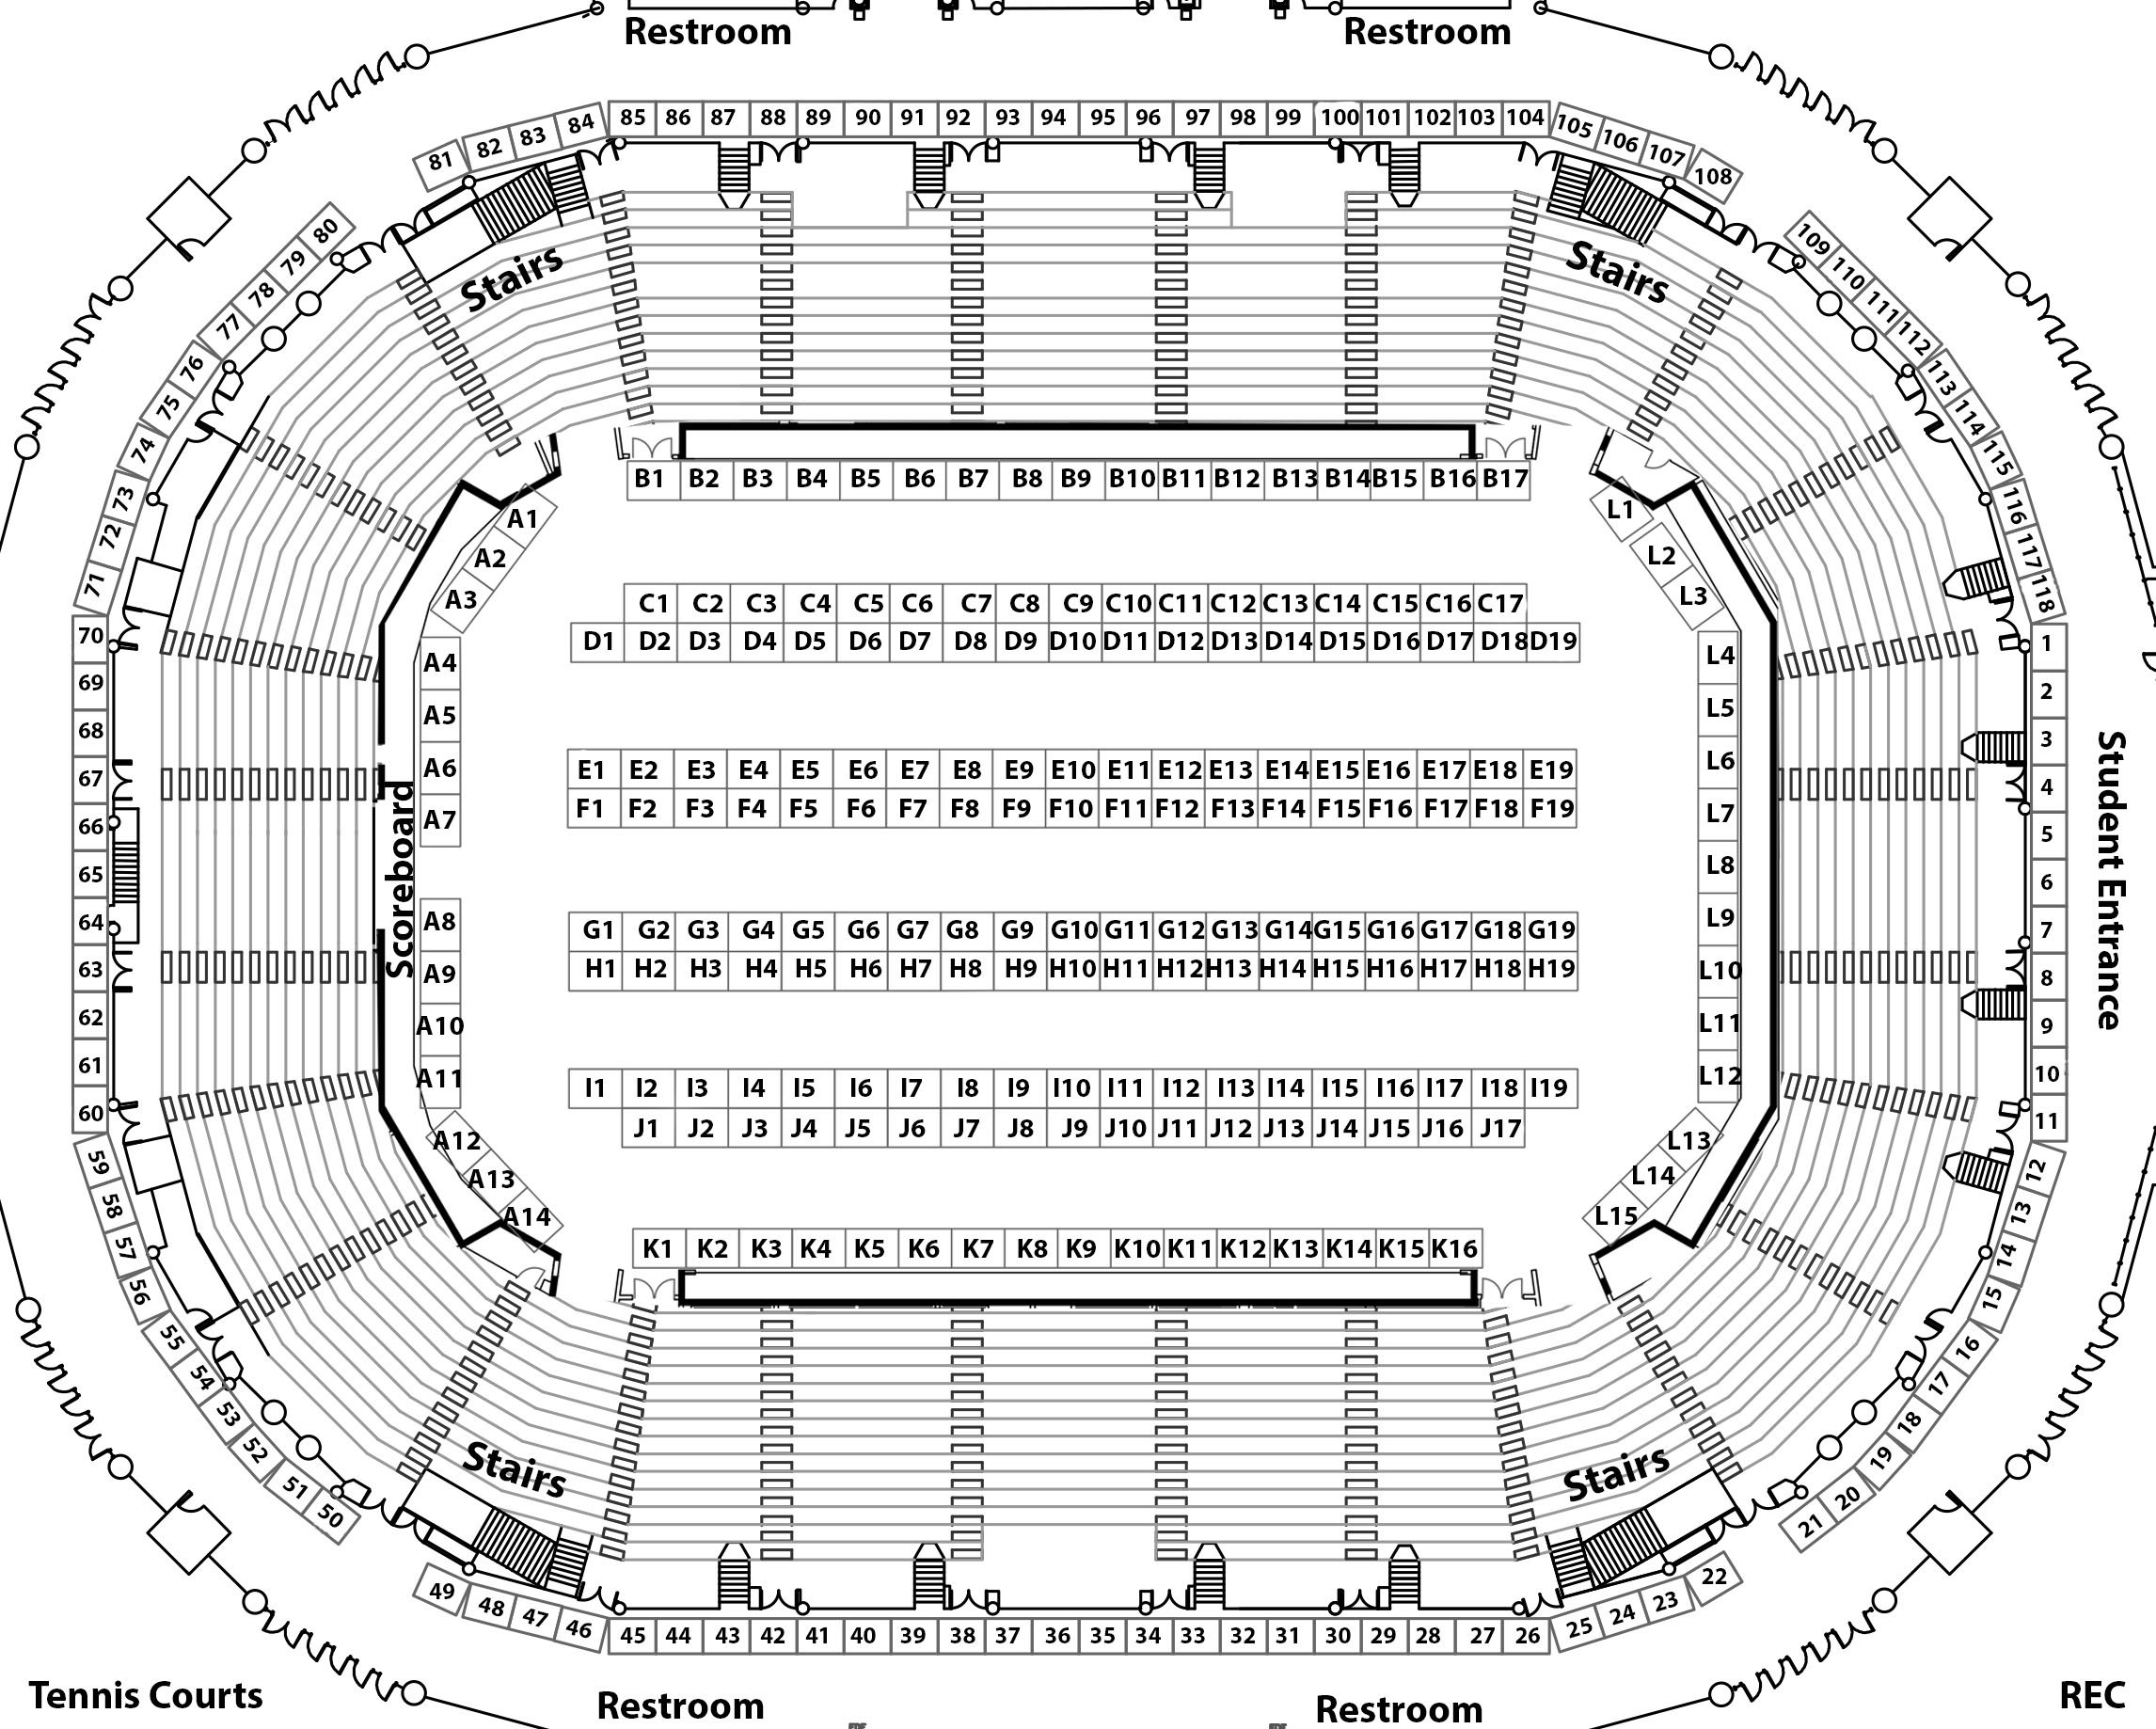 Restroom Restroom
85 86 87 88 89 90 91 92 93 94 95 96 97 98 99 100 101 102 103 104
81 82 83 84
105 106 107 108
80
79
78
77
76
75
74
73
72
71
109
110
111
112
113
114
115
116
117
118
Stairs
Stairs
B1 B2 B3 B4 B5 B6 B7 B8 B9 B10 B11 B12 B13 B14 B15 B16 B17
A1
A2
A3
L1
L2
L3
C1 C2 C3 C4 C5 C6 C7 C8 C9 C10 C11 C12 C13 C14 C15 C16 C17
D1 D2 D3 D4 D5 D6 D7 D8 D9 D10 D11 D12 D13 D14 D15 D16 D17 D18 D19
70
69
68
67
66
65
64
63
62
61
60
Scoreboard
A4
A5
A6
A7
A8
A9
A10
A11
E1 E2 E3 E4 E5 E6 E7 E8 E9 E10 E11 E12 E13 E14 E15 E16 E17 E18 E19
F1 F2 F3 F4 F5 F6 F7 F8 F9 F10 F11 F12 F13 F14 F15 F16 F17 F18 F19
G1 G2 G3 G4 G5 G6 G7 G8 G9 G10 G11 G12 G13 G14 G15 G16 G17 G18 G19
H1 H2 H3 H4 H5 H6 H7 H8 H9 H10 H11 H12 H13 H14 H15 H16 H17 H18 H19
I1 I2 I3 I4 I5 I6 I7 I8 I9 I10 I11 I12 I13 I14 I15 I16 I17 I18 I19
J1 J2 J3 J4 J5 J6 J7 J8 J9 J10 J11 J12 J13 J14 J15 J16 J17
L4
L5
L6
L7
L8
L9
L10
L11
L12
1
2
3
4
5
6
7
8
9
10
11
Student Entrance
A12
A13
A14
L13
L14
L15
K1 K2 K3 K4 K5 K6 K7 K8 K9 K10 K11 K12 K13 K14 K15 K16
59
58
57
56
55
54
53
52
51
50
12
13
14
15
16
17
18
19
20
21
Stairs
Stairs
49 48 47 46
45 44 43 42 41 40 39 38 37 36 35 34 33 32 31 30 29 28 27 26
25 24 23 22
Tennis Courts
Restroom
Restroom
REC